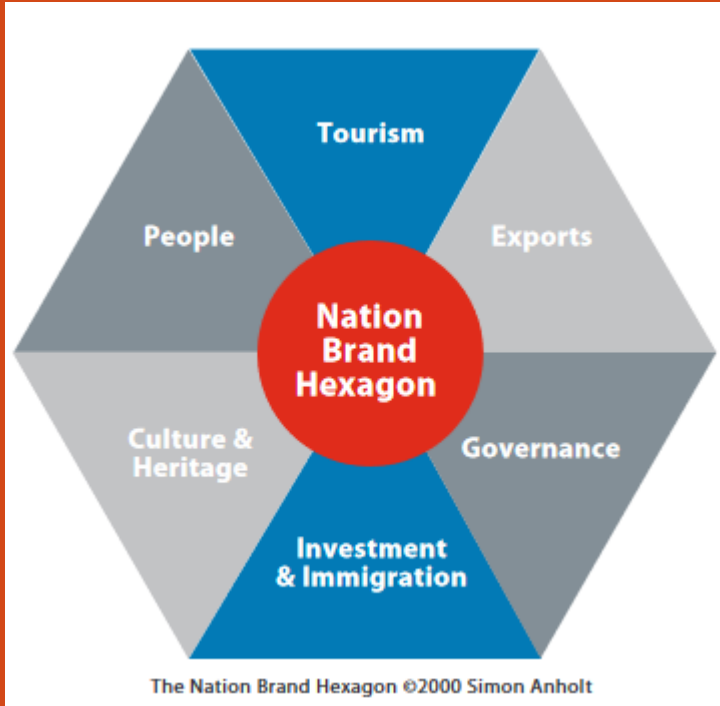 Tourism
People
Exports
Nation
Brand
Hexagon
Culture &
Heritage
Governance
Investment
& Immigration
The Nation Brand Hexagon ©2000 Simon Anholt